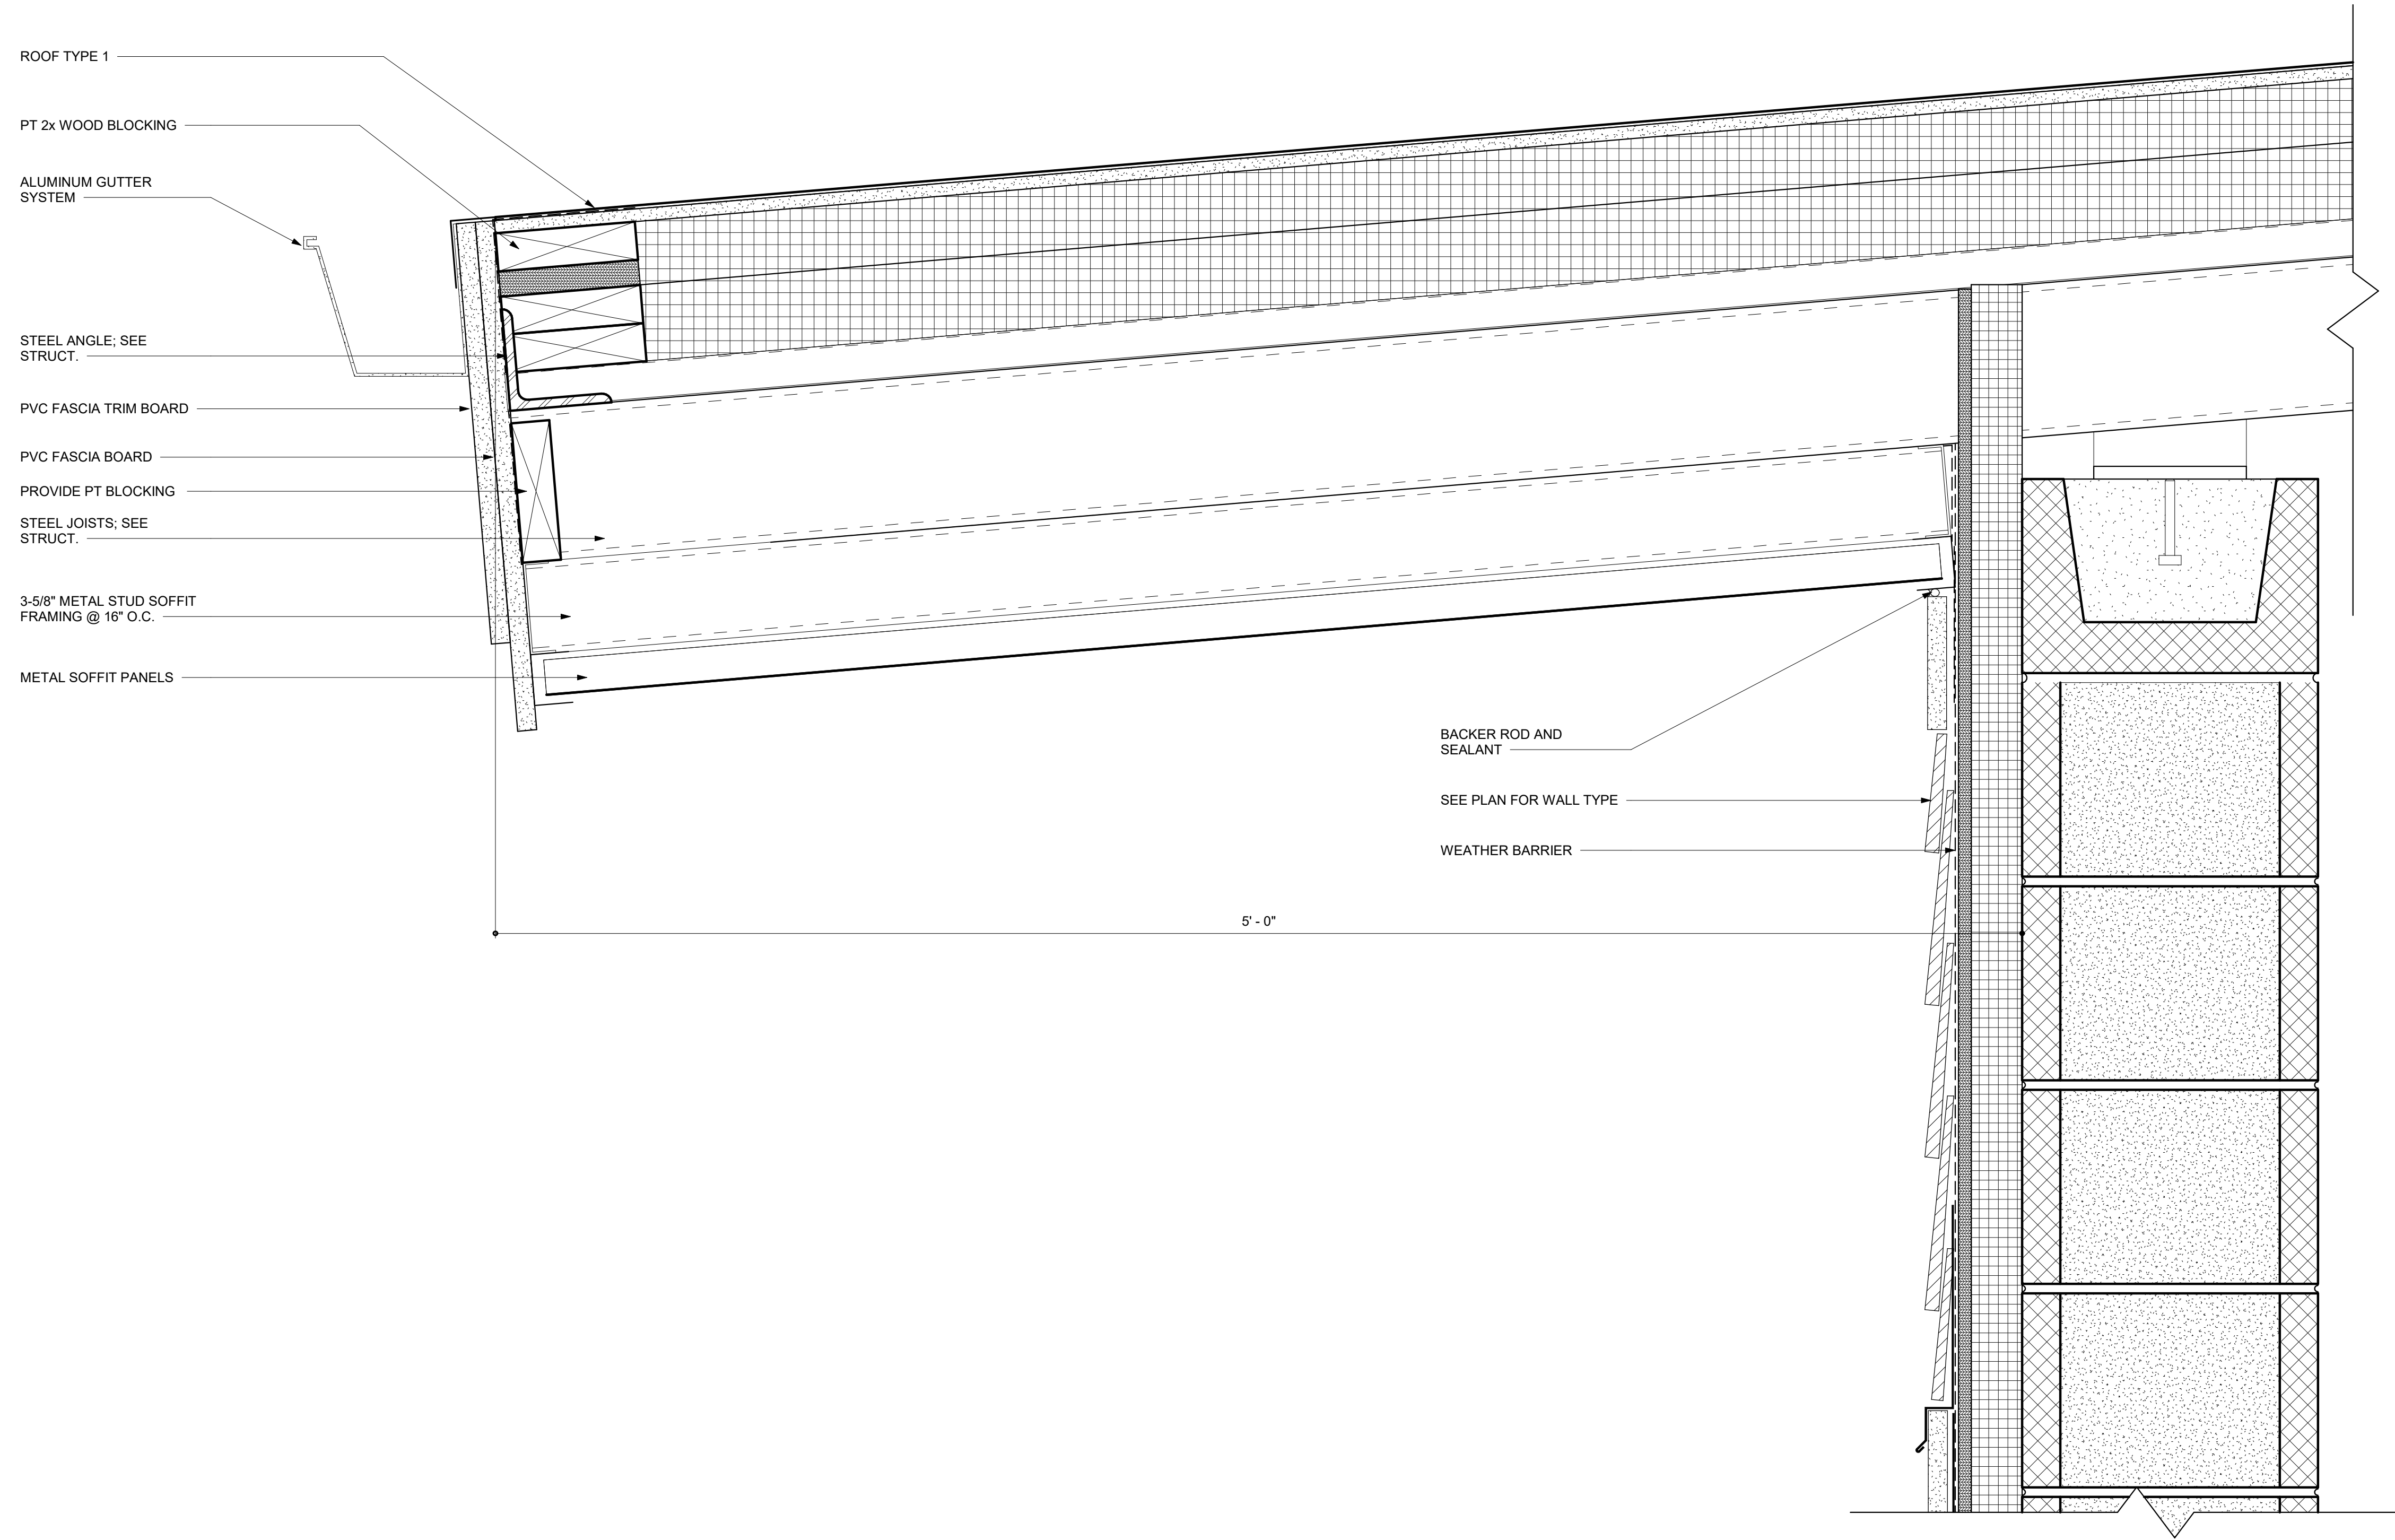 ROOF TYPE 1
PT 2x WOOD BLOCKING
ALUMINUM GUTTER
SYSTEM
STEEL ANGLE; SEE
STRUCT.
PVC FASCIA TRIM BOARD
PVC FASCIA BOARD
PROVIDE PT BLOCKING
STEEL JOISTS; SEE
STRUCT.
3-5/8" METAL STUD SOFFIT
FRAMING @ 16" O.C.
METAL SOFFIT PANELS
BACKER ROD AND
SEALANT
SEE PLAN FOR WALL TYPE
WEATHER BARRIER
5' - 0"